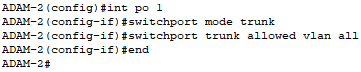 ADAM-2(config)#int po 1
ADAM-2(config-if)#switchport mode trunk
ADAM-2(config-if)#switchport trunk allowed vlan all
ADAM-2(config-if)#end
ADAM-2#